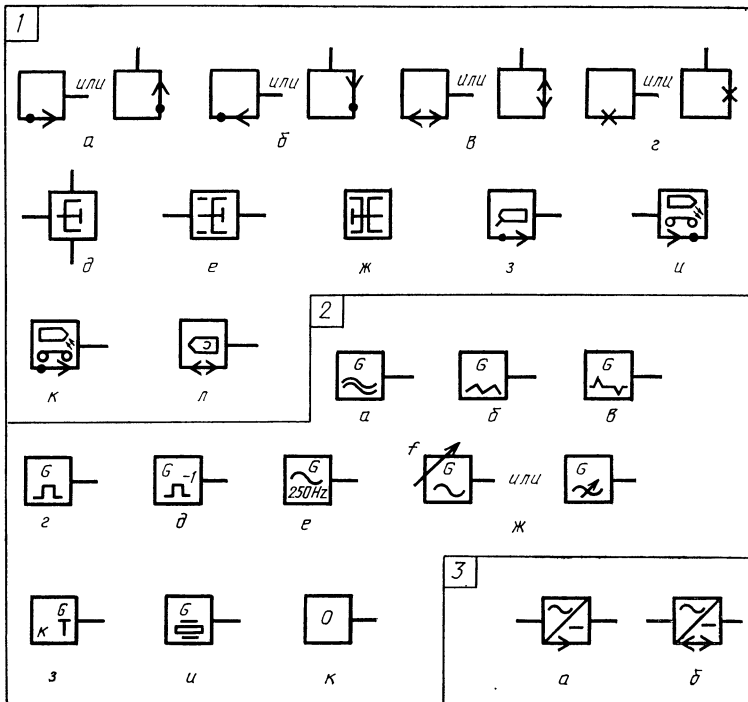 1
или или или или
а б в г
д е ж з и
2
к л
G G G
а б в
G G -1 G 250Hz f G или G
г д е ж
3
G К T G O
з и к а б